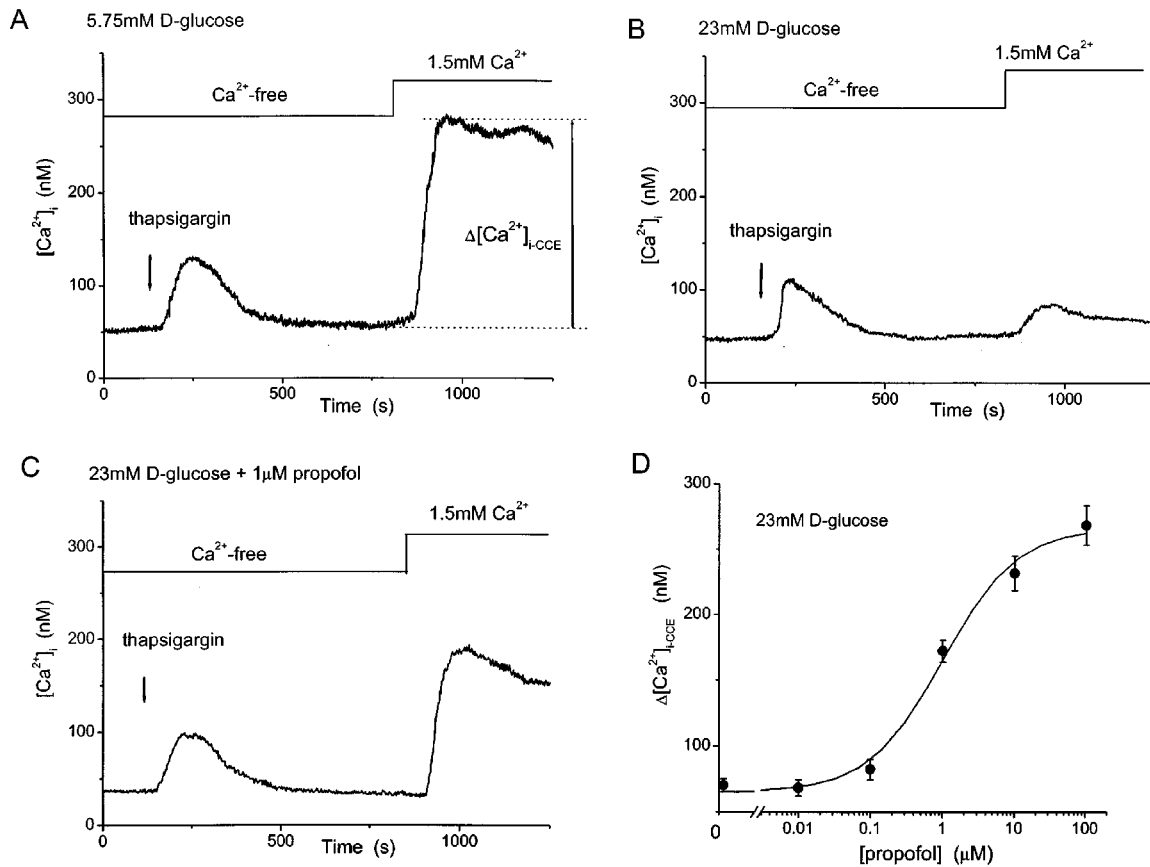 A
5.75mM D-glucose
1.5mM Ca²⁺
Ca²⁺-free
300
200
100
0
[Ca²⁺]ᵢ (nM)
thapsigargin
Δ[Ca²⁺]i-CCE
0
500
1000
Time (s)
B
23mM D-glucose
1.5mM Ca²⁺
Ca²⁺-free
300
200
100
0
[Ca²⁺]ᵢ (nM)
thapsigargin
0
500
1000
Time (s)
C
23mM D-glucose + 1µM propofol
1.5mM Ca²⁺
Ca²⁺-free
300
200
100
0
[Ca²⁺]ᵢ (nM)
thapsigargin
0
500
1000
Time (s)
D
23mM D-glucose
300
200
100
Δ[Ca²⁺]i-CCE (nM)
0
0.01
0.1
1
10
100
[propofol] (µM)